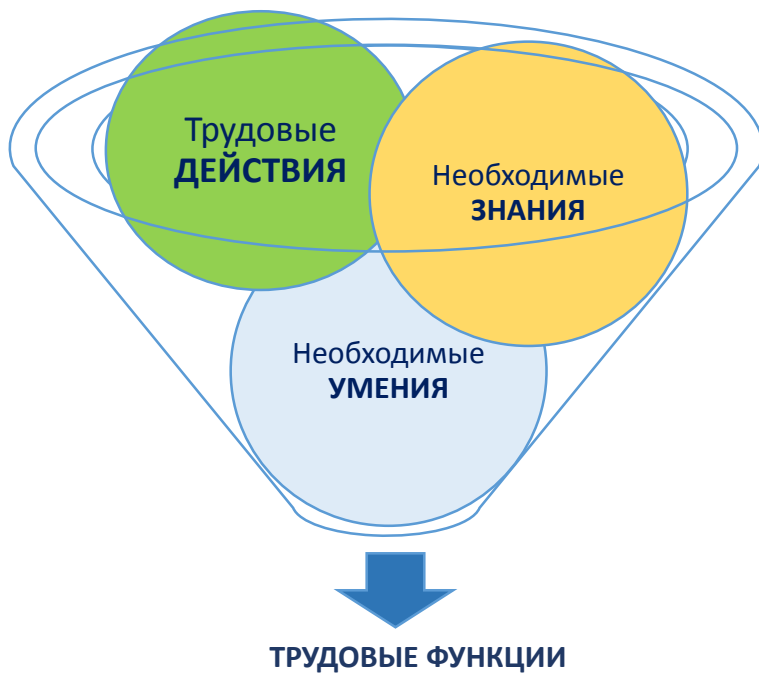 Трудовые
ДЕЙСТВИЯ
Необходимые
ЗНАНИЯ
Необходимые
УМЕНИЯ
ТРУДОВЫЕ ФУНКЦИИ